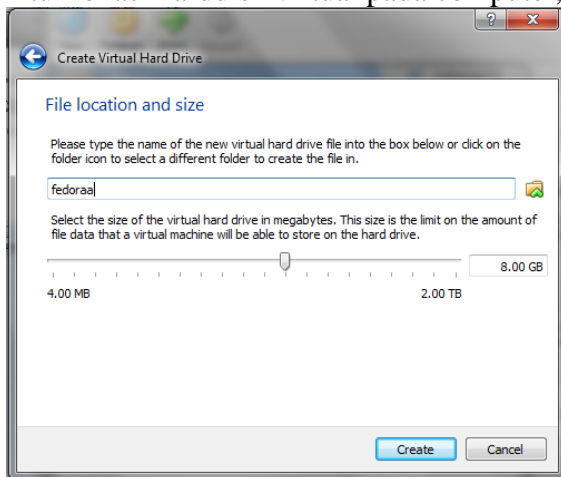 virtual pada computer,
Create Virtual Hard Drive
File location and size
Please type the name of the new virtual hard drive file into the box below or click on the
folder icon to select a different folder to create the file in.
fedoraa
Select the size of the virtual hard drive in megabytes. This size is the limit on the amount of
file data that a virtual machine will be able to store on the hard drive.
8.00 GB
4.00 MB 2.00 TB
Create Cancel